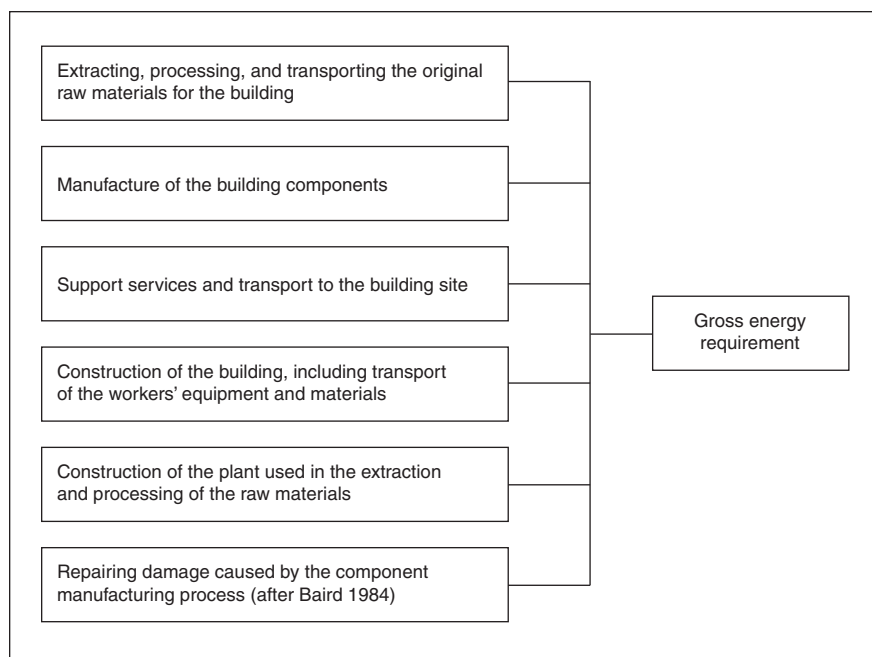 Extracting, processing, and transporting the original
raw materials for the building
Manufacture of the building components
Support services and transport to the building site
Construction of the building, including transport
of the workers’ equipment and materials
Construction of the plant used in the extraction
and processing of the raw materials
Repairing damage caused by the component
manufacturing process (after Baird 1984)
Gross energy
requirement